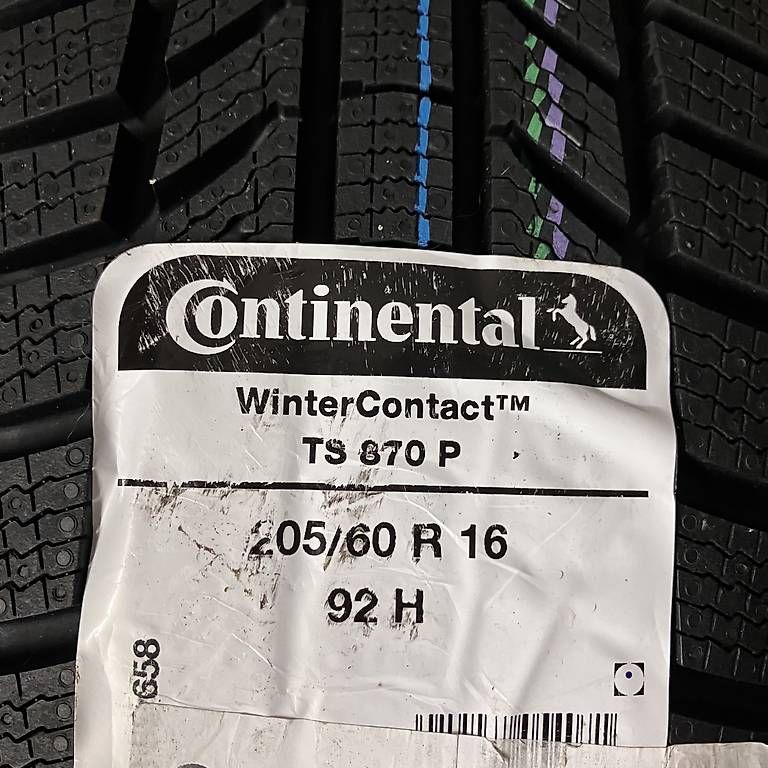 Continental
WinterContact™
TS 870 P
205/60 R 16
92 H
658